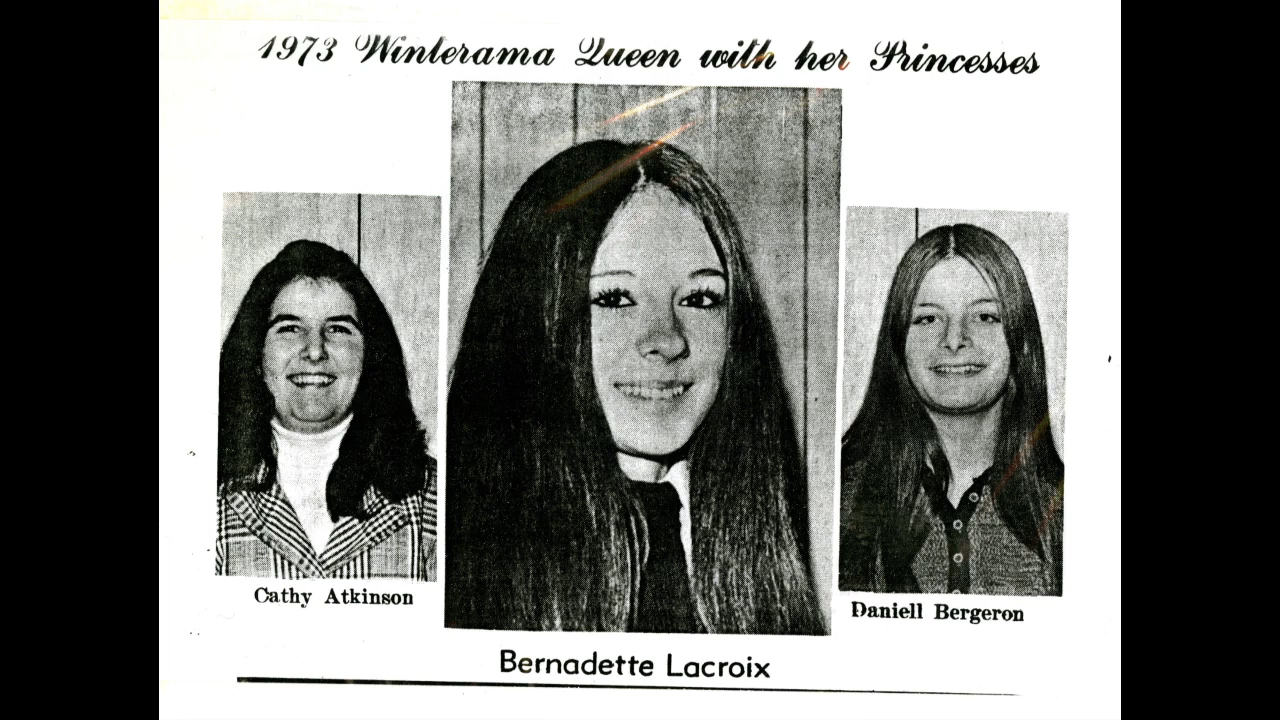 1973 Winterama Queen with her Princesses
Cathy Atkinson
Daniell Bergeron
Bernadette Lacroix